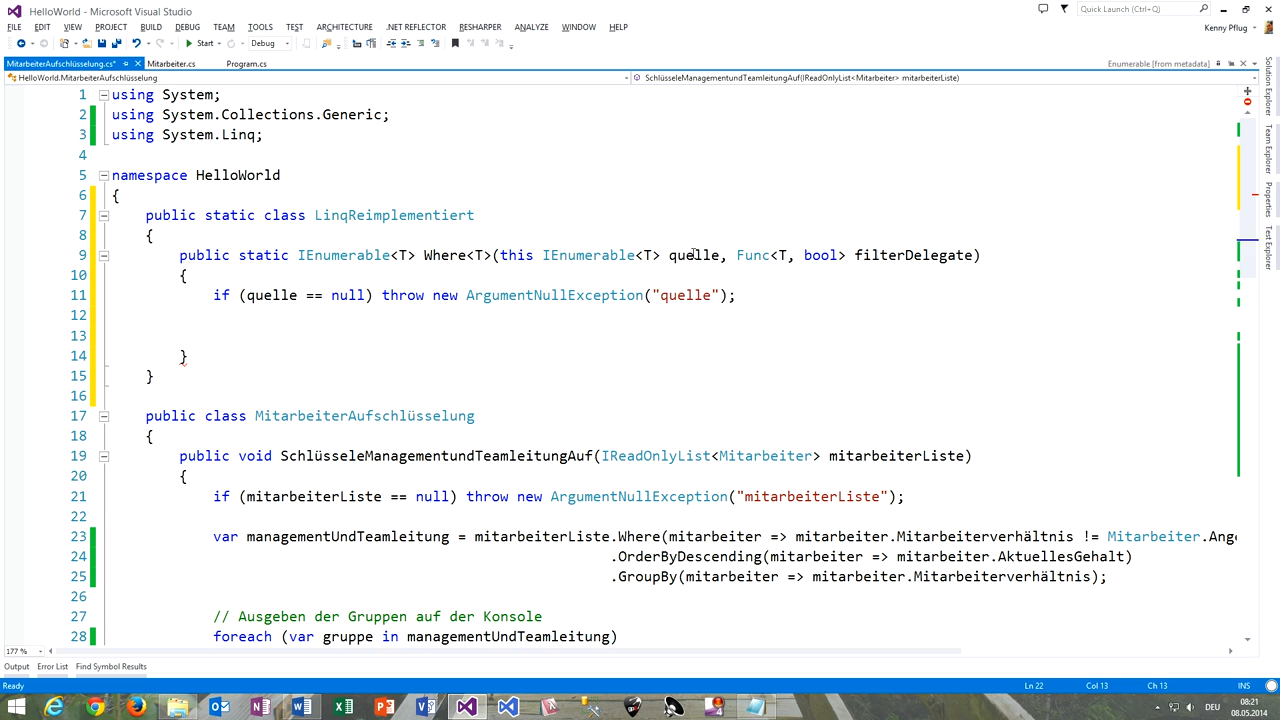 HelloWorld - Microsoft Visual Studio
Quick Launch (Ctrl+Q)
FILE EDIT VIEW PROJECT BUILD DEBUG TEAM TOOLS TEST ARCHITECTURE .NET REFLECTOR RESHARPER ANALYZE WINDOW HELP
Kenny Pflug
Start Debug
MitarbeiterAufschlüsselung.cs* Mitarbeiter.cs Program.cs
Enumerable [from metadata]
HelloWorld.MitarbeiterAufschlüsselung
SchlüsseleManagementundTeamleitungAuf(IReadOnlyList<Mitarbeiter> mitarbeiterListe)
1 using System;
2 using System.Collections.Generic;
3 using System.Linq;
4
5 namespace HelloWorld
6 {
7 public static class LinqReimplementiert
8 {
9 public static IEnumerable<T> Where<T>(this IEnumerable<T> quelle, Func<T, bool> filterDelegate)
10 {
11 if (quelle == null) throw new ArgumentNullException("quelle");
12
13
14 }
15 }
16
17 public class MitarbeiterAufschlüsselung
18 {
19 public void SchlüsseleManagementundTeamleitungAuf(IReadOnlyList<Mitarbeiter> mitarbeiterListe)
20 {
21 if (mitarbeiterListe == null) throw new ArgumentNullException("mitarbeiterListe");
22
23 var managementUndTeamleitung = mitarbeiterListe.Where(mitarbeiter => mitarbeiter.Mitarbeiterverhältnis != Mitarbeiter.Ange
24 .OrderByDescending(mitarbeiter => mitarbeiter.AktuellesGehalt)
25 .GroupBy(mitarbeiter => mitarbeiter.Mitarbeiterverhältnis);
26
27 // Ausgeben der Gruppen auf der Konsole
28 foreach (var gruppe in managementUndTeamleitung)
Solution Explorer
Team Explorer
Properties
Test Explorer
177 %
Output Error List Find Symbol Results
Ready
Ln 22 Col 13 Ch 13 INS
DEU
08:21
08.05.2014